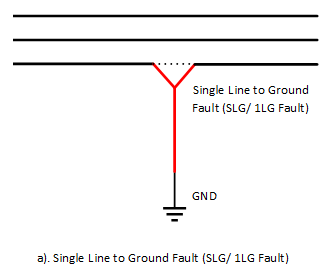 Single Line to Ground
Fault (SLG/ 1LG Fault)
GND
a). Single Line to Ground Fault (SLG/ 1LG Fault)